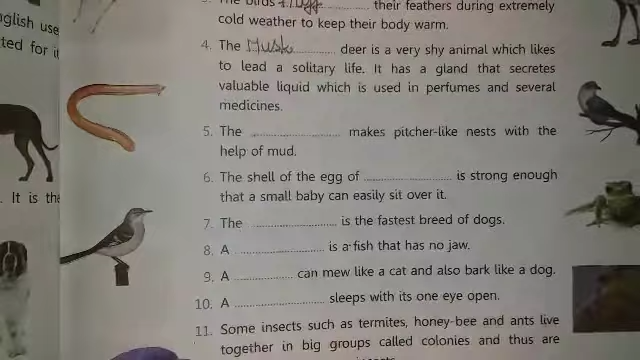 nglish use
ted for it
. It is the
3. The birds fluff their feathers during extremely
cold weather to keep their body warm.
4. The Musk deer is a very shy animal which likes
to lead a solitary life. It has a gland that secretes
valuable liquid which is used in perfumes and several
medicines.
5. The .............................. makes pitcher-like nests with the
help of mud.
6. The shell of the egg of .............................. is strong enough
that a small baby can easily sit over it.
7. The .............................. is the fastest breed of dogs.
8. A .............................. is a fish that has no jaw.
9. A .................... can mew like a cat and also bark like a dog.
10. A .............................. sleeps with its one eye open.
11. Some insects such as termites, honey-bee and ants live
together in big groups called colonies and thus are